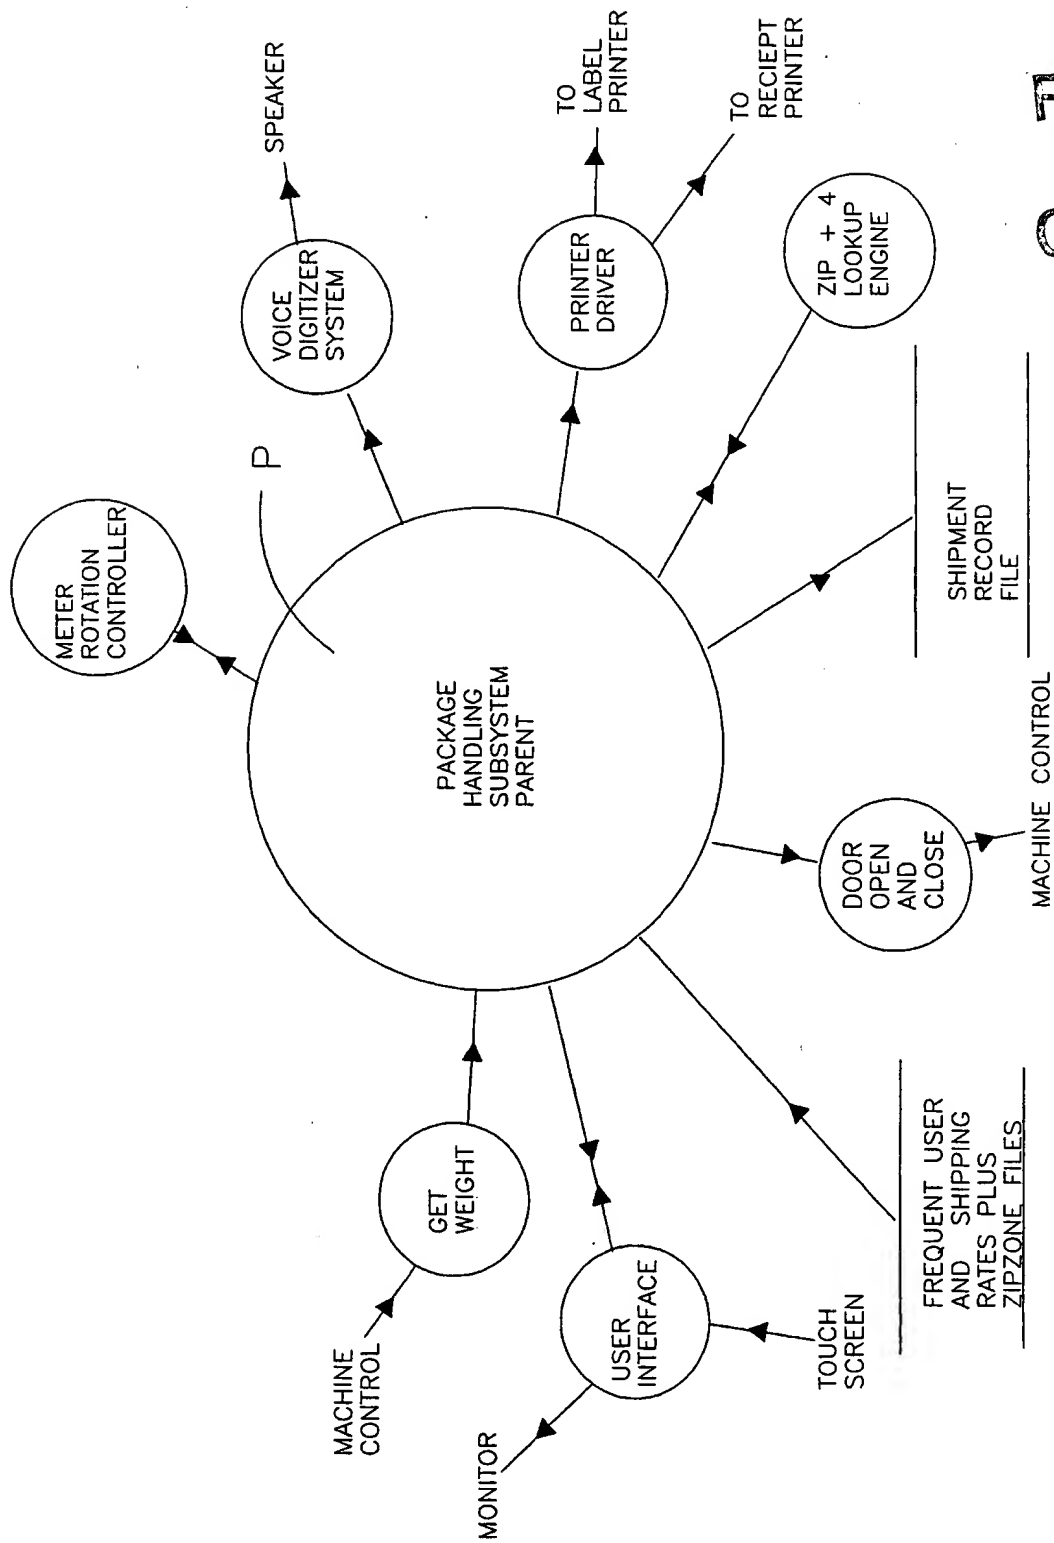 METER
ROTATION
CONTROLLER
P
VOICE
DIGITIZER
SYSTEM
SPEAKER
PACKAGE
HANDLING
SUBSYSTEM
PARENT
PRINTER
DRIVER
TO
LABEL
PRINTER
TO
RECIEPT
PRINTER
ZIP + 4
LOOKUP
ENGINE
SHIPMENT
RECORD
FILE
DOOR
OPEN
AND
CLOSE
MACHINE CONTROL
MACHINE
CONTROL
GET
WEIGHT
MONITOR
USER
INTERFACE
TOUCH
SCREEN
FREQUENT USER
AND SHIPPING
RATES PLUS
ZIPZONE FILES